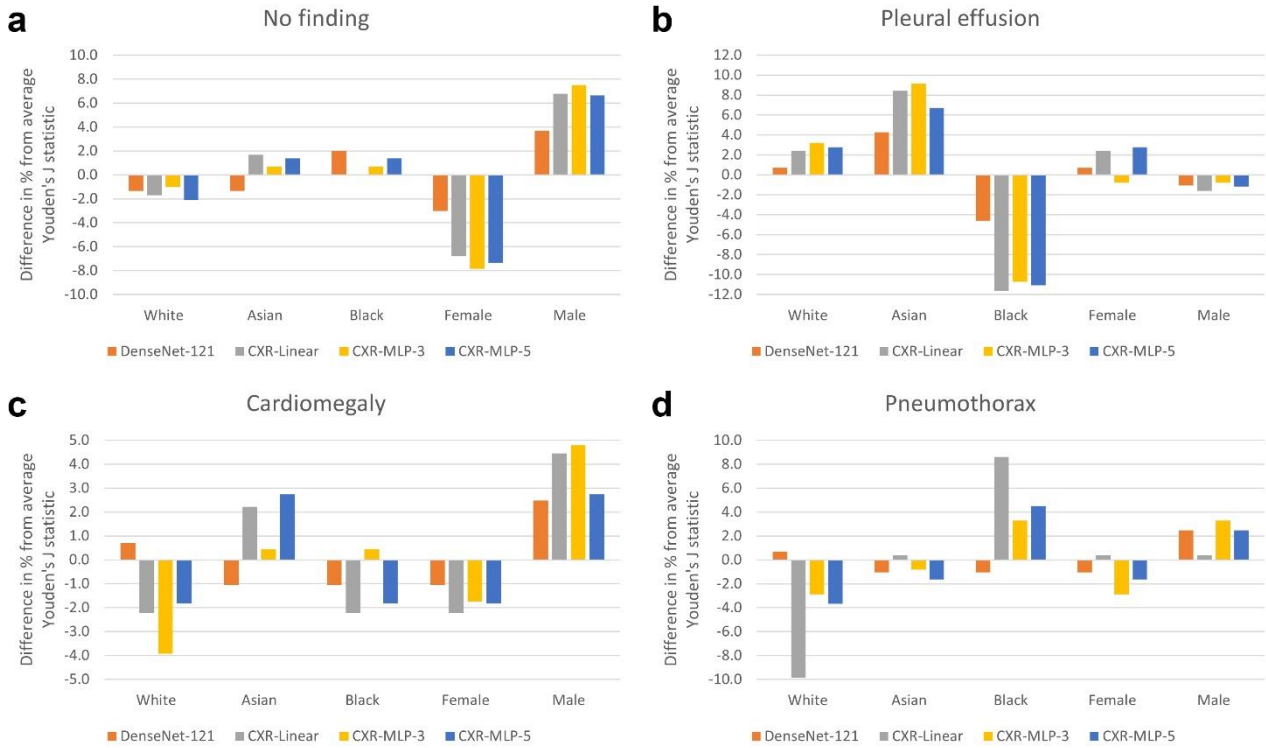 a
No finding
Difference in % from average
Youden's J statistic
10.0
8.0
6.0
4.0
2.0
0.0
-2.0
-4.0
-6.0
-8.0
-10.0
White Asian Black Female Male
DenseNet-121 CXR-Linear CXR-MLP-3 CXR-MLP-5
b
Pleural effusion
Difference in % from average
Youden's J statistic
12.0
10.0
8.0
6.0
4.0
2.0
0.0
-2.0
-4.0
-6.0
-8.0
-10.0
-12.0
White Asian Black Female Male
DenseNet-121 CXR-Linear CXR-MLP-3 CXR-MLP-5
c
Cardiomegaly
Difference in % from average
Youden's J statistic
5.0
4.0
3.0
2.0
1.0
0.0
-1.0
-2.0
-3.0
-4.0
-5.0
White Asian Black Female Male
DenseNet-121 CXR-Linear CXR-MLP-3 CXR-MLP-5
d
Pneumothorax
Difference in % from average
Youden's J statistic
10.0
8.0
6.0
4.0
2.0
0.0
-2.0
-4.0
-6.0
-8.0
-10.0
White Asian Black Female Male
DenseNet-121 CXR-Linear CXR-MLP-3 CXR-MLP-5